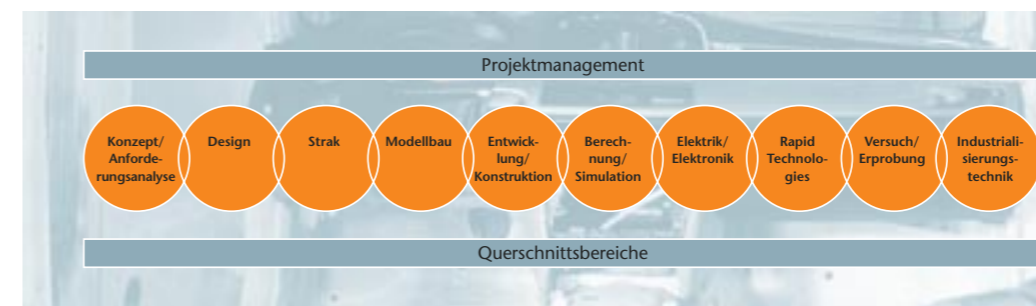 Projektmanagement
Konzept/
Anforde-
rungsanalyse
Design
Strak
Modellbau
Entwick-
lung/
Konstruktion
Berech-
nung/
Simulation
Elektrik/
Elektronik
Rapid
Technolo-
gies
Versuch/
Erprobung
Industriali-
sierungs-
technik
Querschnittsbereiche